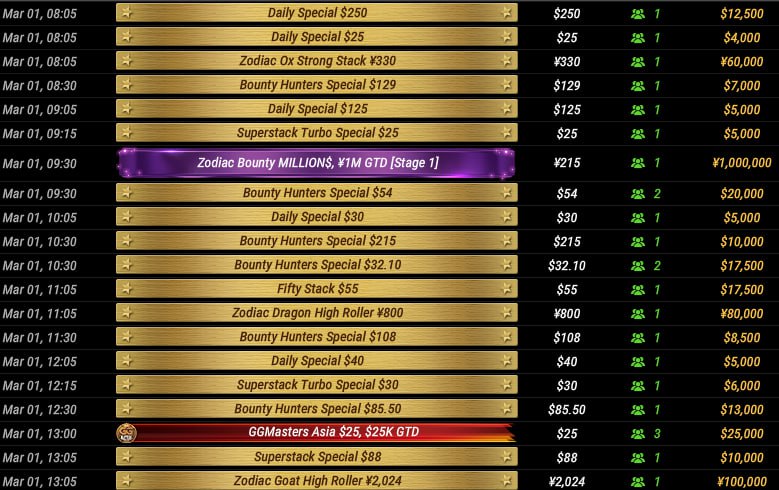 Mar 01, 08:05 Daily Special $250 $250 1 $12,500
Mar 01, 08:05 Daily Special $25 $25 1 $4,000
Mar 01, 08:05 Zodiac Ox Strong Stack ¥330 ¥330 1 ¥60,000
Mar 01, 08:30 Bounty Hunters Special $129 $129 1 $7,000
Mar 01, 09:05 Daily Special $125 $125 1 $5,000
Mar 01, 09:15 Superstack Turbo Special $25 $25 1 $5,000
Mar 01, 09:30 Zodiac Bounty MILLION$, ¥1M GTD [Stage 1] ¥215 1 ¥1,000,000
Mar 01, 09:30 Bounty Hunters Special $54 $54 2 $20,000
Mar 01, 10:05 Daily Special $30 $30 1 $5,000
Mar 01, 10:30 Bounty Hunters Special $215 $215 1 $10,000
Mar 01, 10:30 Bounty Hunters Special $32.10 $32.10 2 $17,500
Mar 01, 11:05 Fifty Stack $55 $55 1 $17,500
Mar 01, 11:05 Zodiac Dragon High Roller ¥800 ¥800 1 ¥80,000
Mar 01, 11:30 Bounty Hunters Special $108 $108 1 $8,500
Mar 01, 12:05 Daily Special $40 $40 1 $5,000
Mar 01, 12:15 Superstack Turbo Special $30 $30 1 $6,000
Mar 01, 12:30 Bounty Hunters Special $85.50 $85.50 1 $13,000
Mar 01, 13:00 GGMasters Asia $25, $25K GTD $25 3 $25,000
Mar 01, 13:05 Superstack Special $88 $88 1 $10,000
Mar 01, 13:05 Zodiac Goat High Roller ¥2,024 ¥2,024 1 ¥100,000